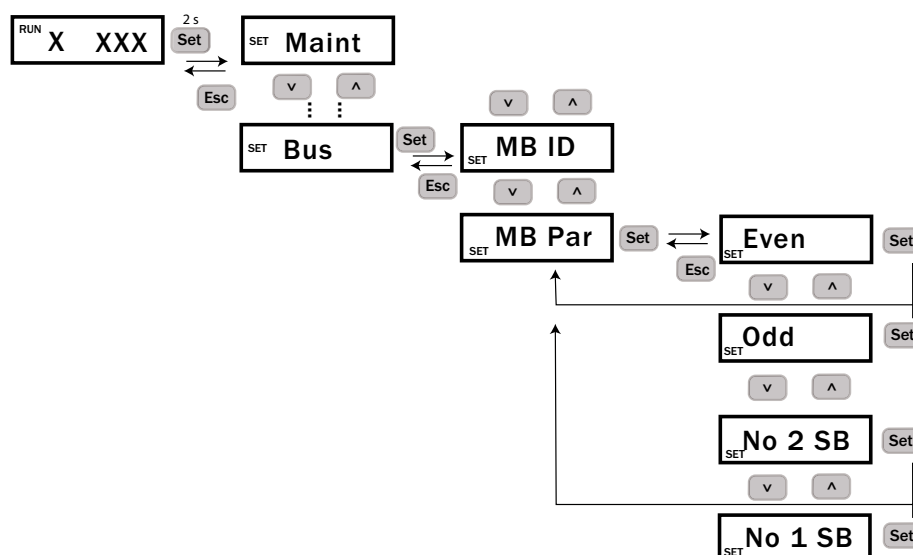 2 s
RUN X XXX
Set
SET Maint
Esc
v ^
SET Bus
Set
Esc
v ^
SET MB ID
v ^
SET MB Par
Set
Esc
SET Even
Set
v ^
SET Odd
Set
v ^
SET No 2 SB
Set
v ^
SET No 1 SB
Set